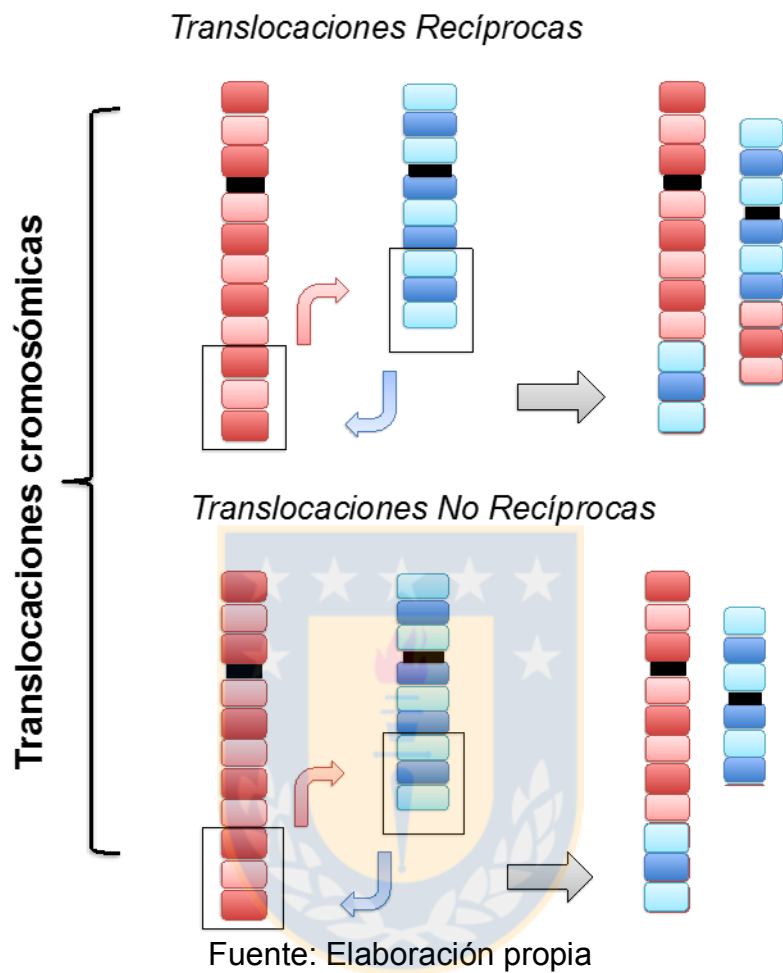 Translocaciones Recíprocas
Translocaciones cromosómicas
Translocaciones No Recíprocas
Fuente: Elaboración propia